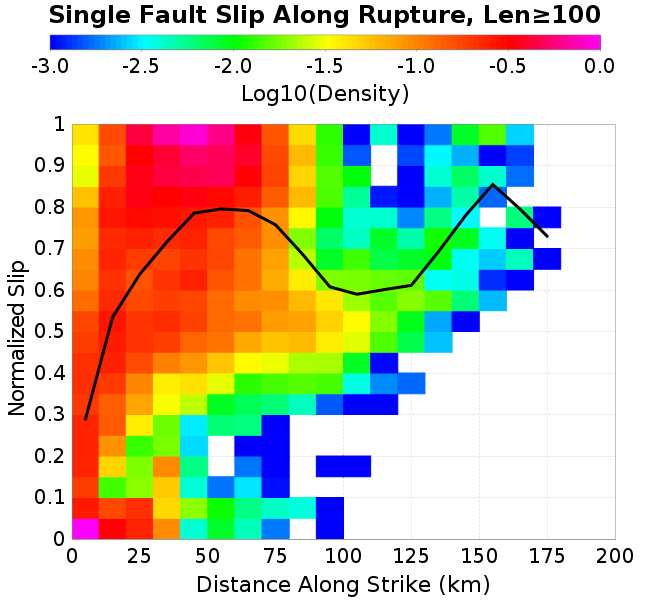 Single Fault Slip Along Rupture, Len≥100
-3.0 -2.5 -2.0 -1.5 -1.0 -0.5 0.0
Log10(Density)
1
0.9
0.8
0.7
0.6
0.5
0.4
0.3
0.2
0.1
0
Normalized Slip
0 25 50 75 100 125 150 175 200
Distance Along Strike (km)